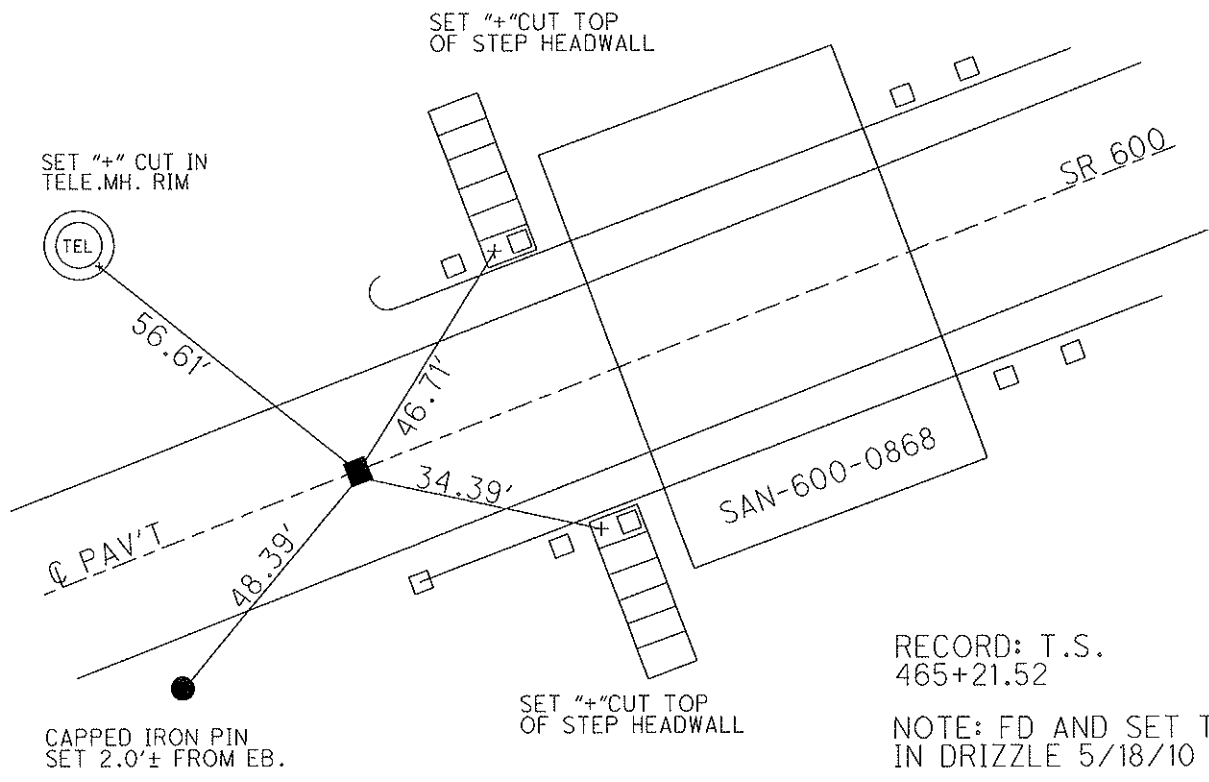 SET "+"CUT TOP
OF STEP HEADWALL
SET "+" CUT IN
TELE.MH. RIM
TEL
SR 600
56.61'
46.71'
34.39'
48.39'
℄ PAV'T
SAN-600-0868
CAPPED IRON PIN
SET 2.0'± FROM EB.
SET "+"CUT TOP
OF STEP HEADWALL
RECORD: T.S.
465+21.52
NOTE: FD AND SET T
IN DRIZZLE 5/18/10